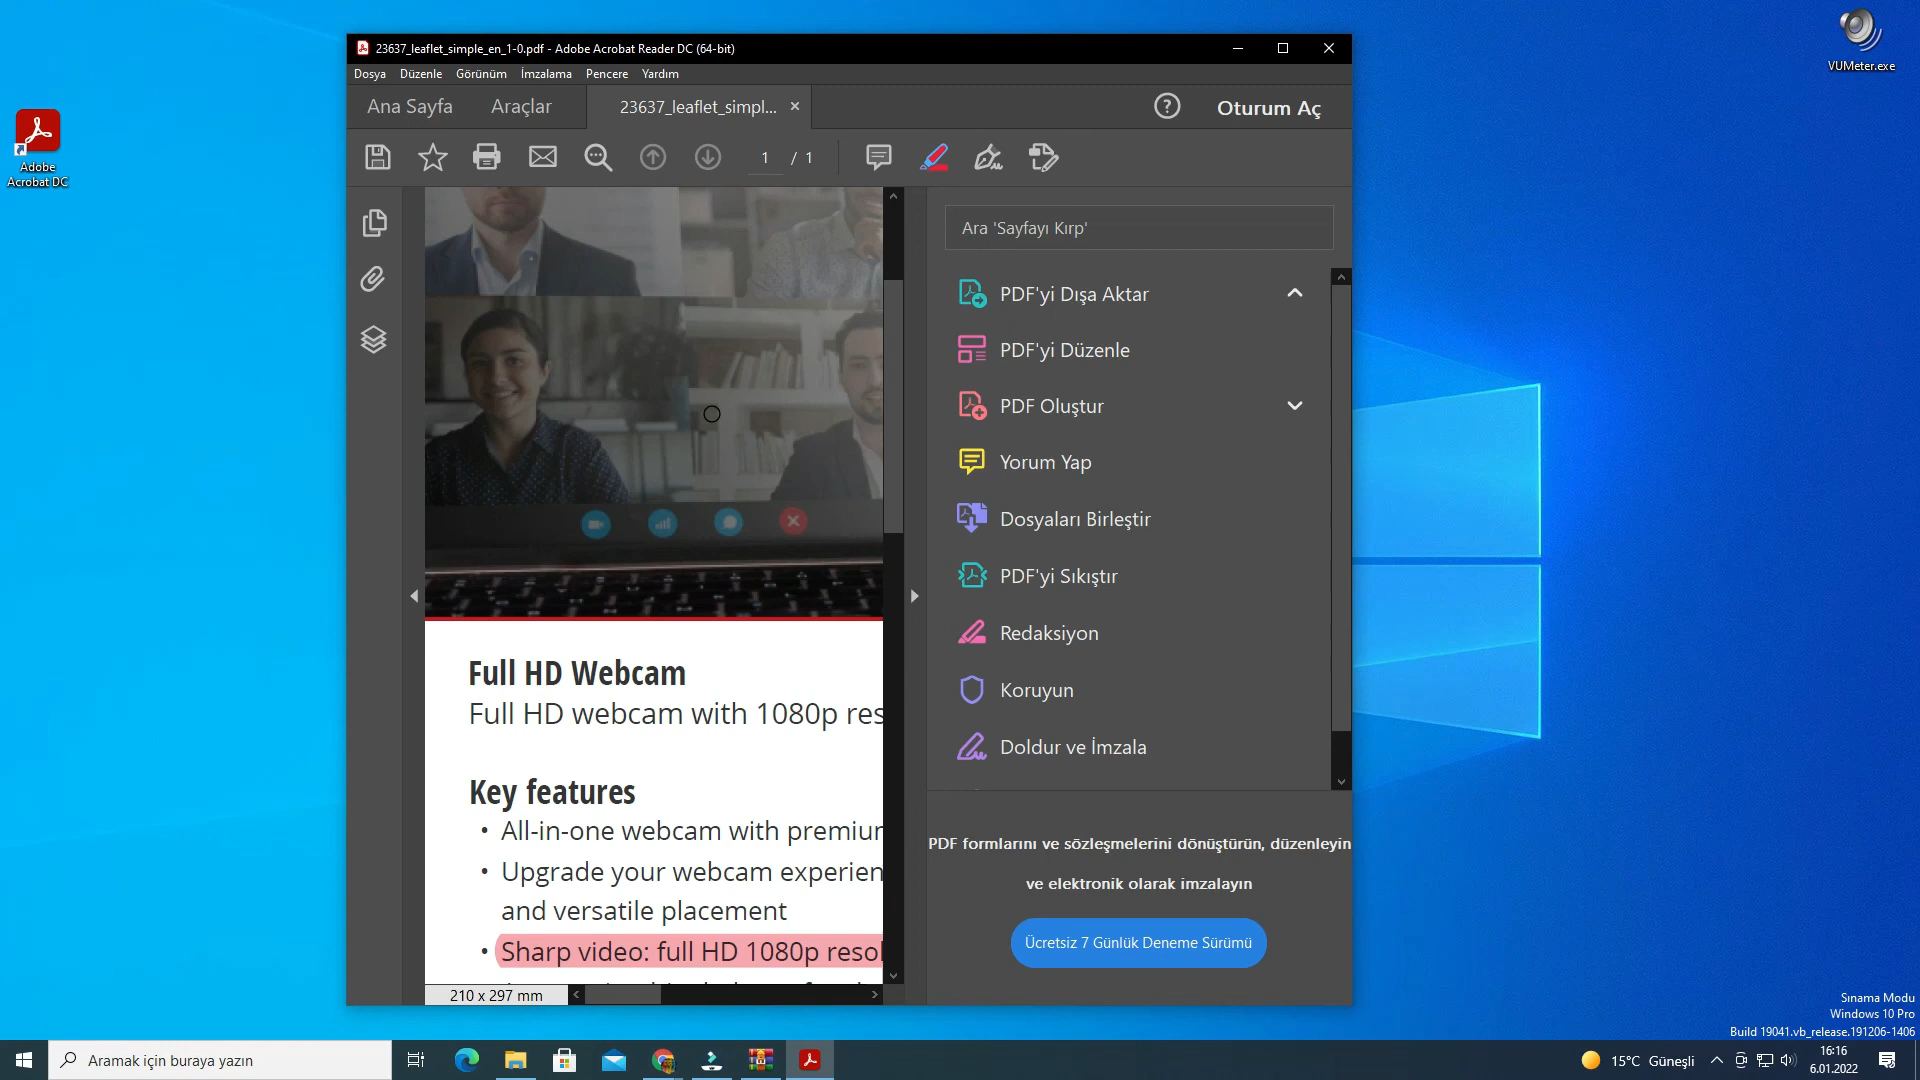 VUMeter.exe
Adobe
Acrobat DC
23637_leaflet_simple_en_1-0.pdf - Adobe Acrobat Reader DC (64-bit)
Dosya Düzenle Görünüm İmzalama Pencere Yardım
Ana Sayfa Araçlar 23637_leaflet_simpl... Oturum Aç
1 / 1
Ara 'Sayfayı Kırp'
PDF'yi Dışa Aktar
PDF'yi Düzenle
PDF Oluştur
Yorum Yap
Dosyaları Birleştir
PDF'yi Sıkıştır
Redaksiyon
Koruyun
Doldur ve İmzala
PDF formlarını ve sözleşmelerini dönüştürün, düzenleyin
ve elektronik olarak imzalayın
Ücretsiz 7 Günlük Deneme Sürümü
Full HD Webcam
Full HD webcam with 1080p res
Key features
• All-in-one webcam with premiur
• Upgrade your webcam experien
and versatile placement
• Sharp video: full HD 1080p resol
210 x 297 mm
Sınama Modu
Windows 10 Pro
Build 19041.vb_release.191206-1406
Aramak için buraya yazın
15°C Güneşli
16:16
6.01.2022